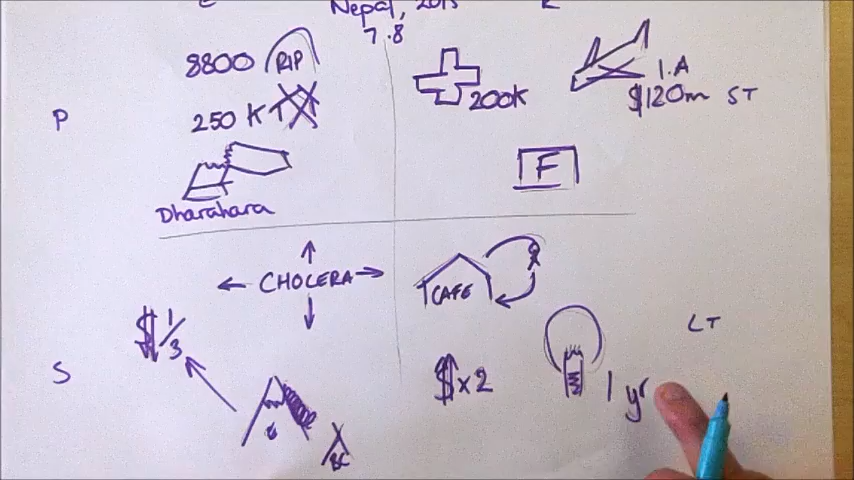 Nepal, 2015
7.8
8800 RIP
200K
1.A
$120m ST
P
250 K
F
Dharahara
CHOLERA
CAFE
$ 1/3
LT
S
$x2
1 yr
BC